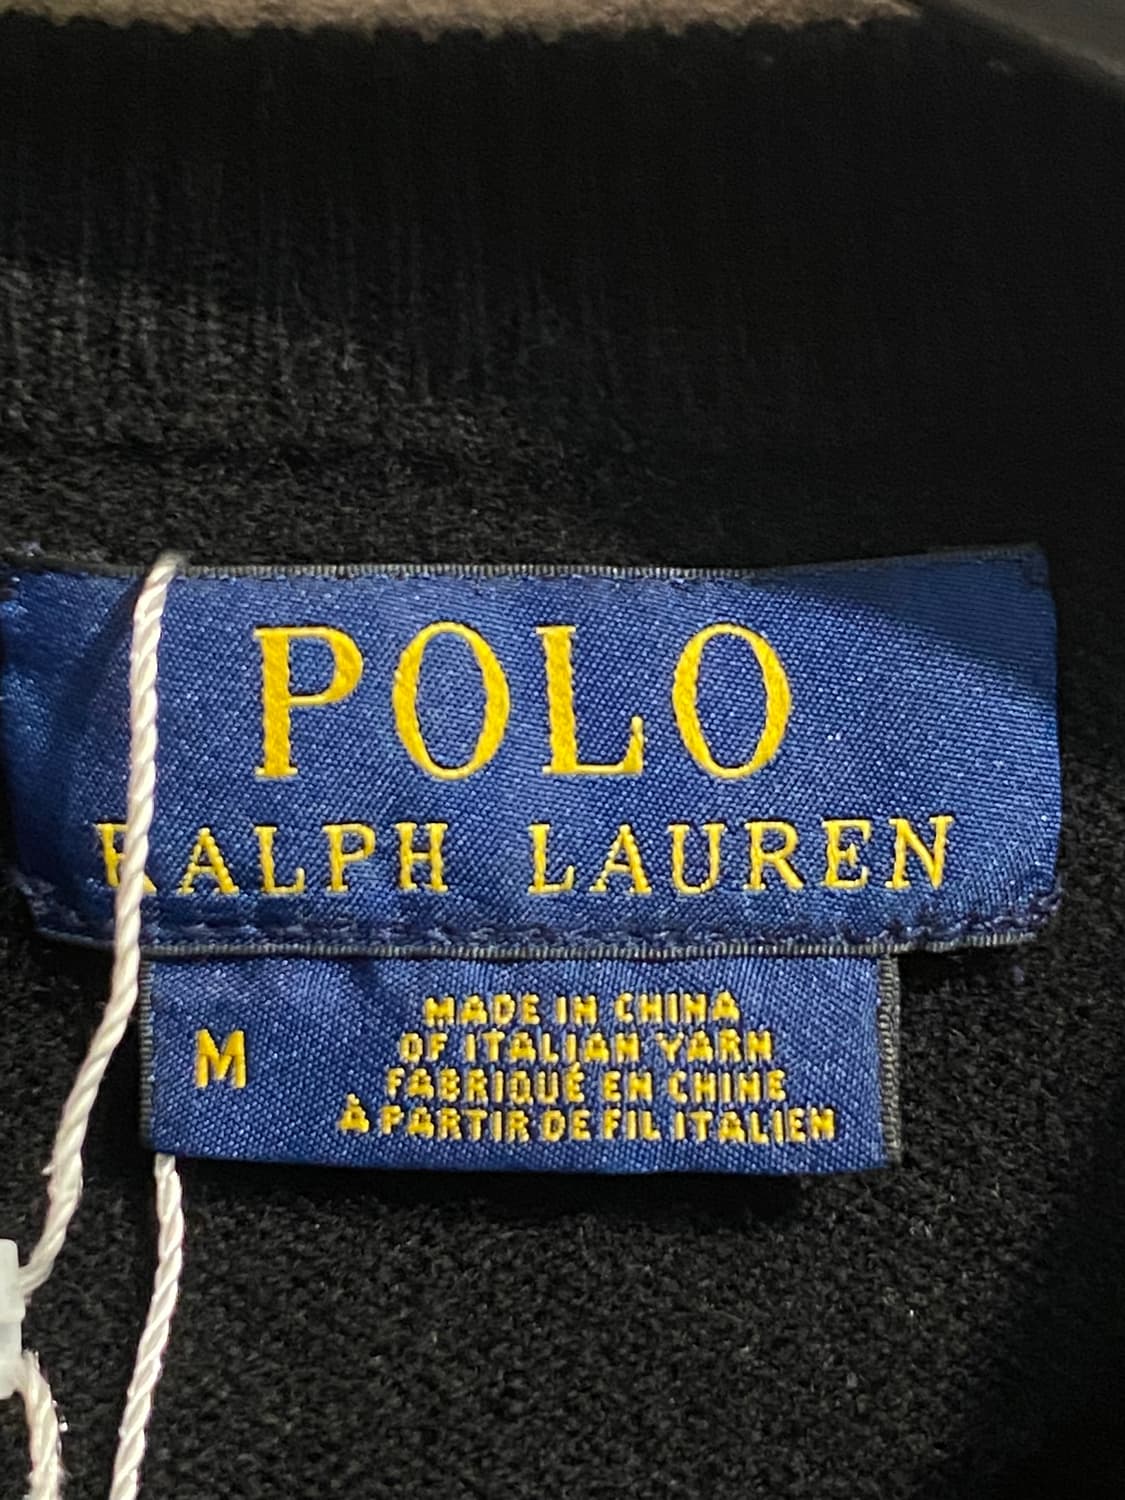 POLO
RALPH LAUREN
M
MADE IN CHINA
OF ITALIAN YARN
FABRIQUÉ EN CHINE
À PARTIR DE FIL ITALIEN